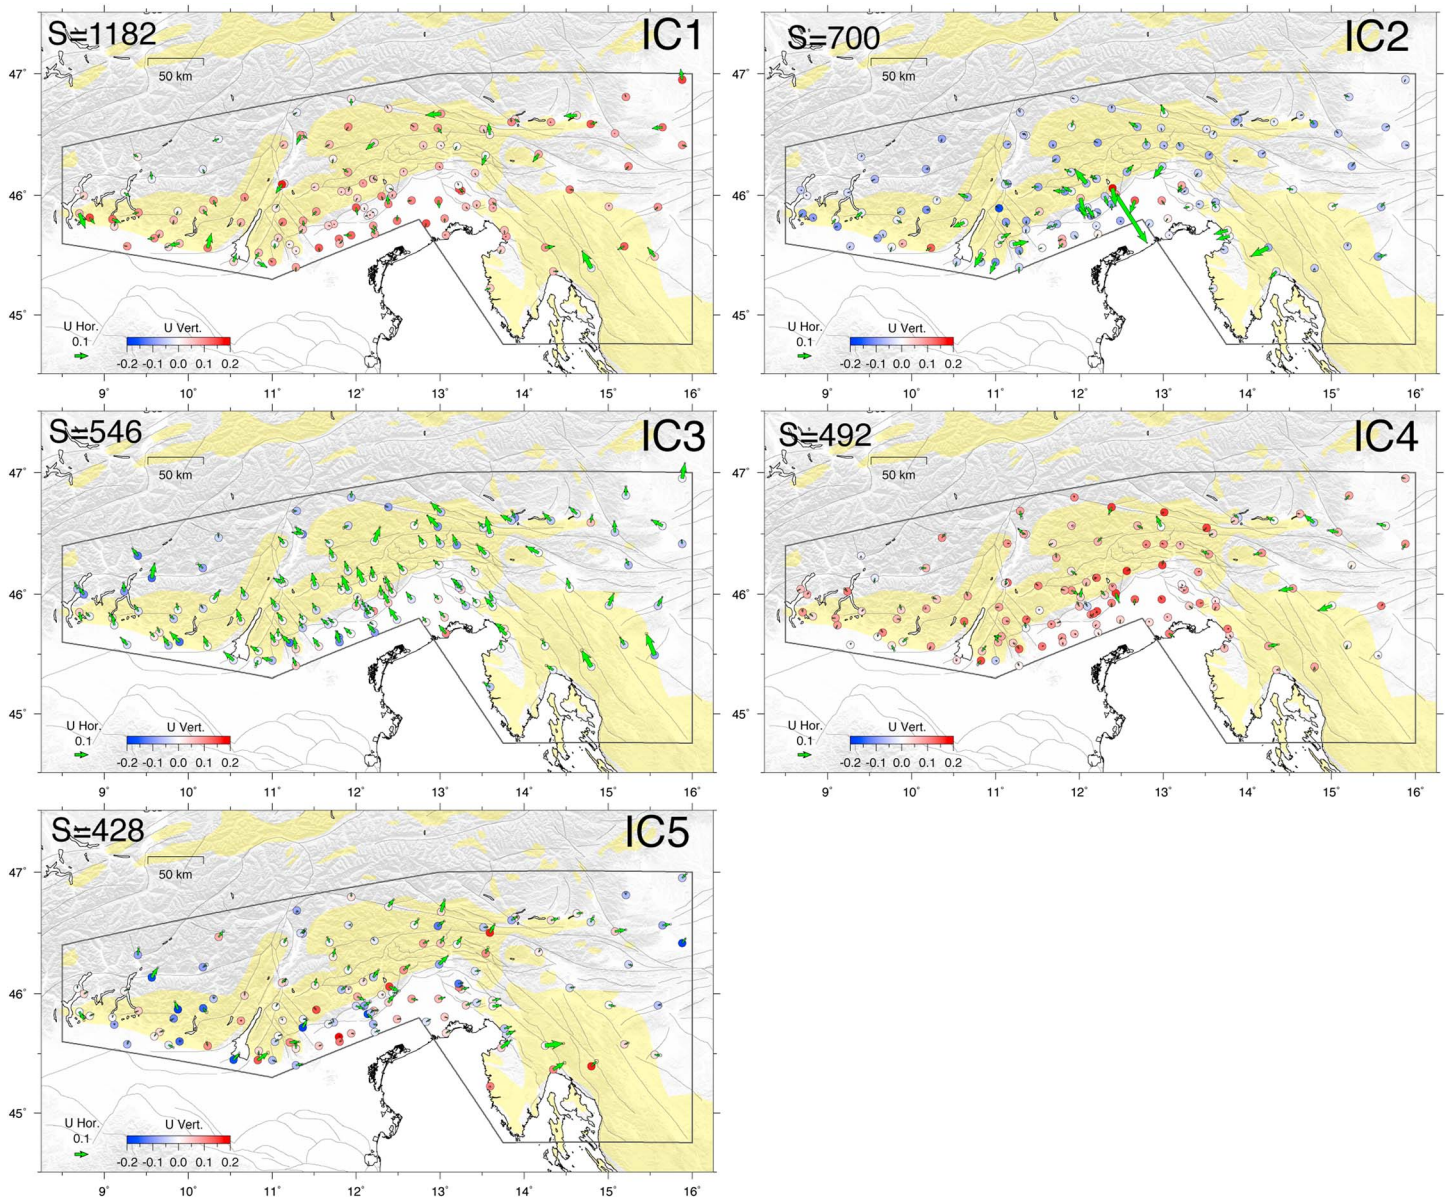 S=1182
IC1
50 km
47°
46°
45°
U Hor.
0.1
U Vert.
-0.2 -0.1 0.0 0.1 0.2
9° 10° 11° 12° 13° 14° 15° 16°
S=700
IC2
50 km
47°
46°
45°
U Hor.
0.1
U Vert.
-0.2 -0.1 0.0 0.1 0.2
9° 10° 11° 12° 13° 14° 15° 16°
S=546
IC3
50 km
47°
46°
45°
U Hor.
0.1
U Vert.
-0.2 -0.1 0.0 0.1 0.2
9° 10° 11° 12° 13° 14° 15° 16°
S=492
IC4
50 km
47°
46°
45°
U Hor.
0.1
U Vert.
-0.2 -0.1 0.0 0.1 0.2
9° 10° 11° 12° 13° 14° 15° 16°
S=428
IC5
50 km
47°
46°
45°
U Hor.
0.1
U Vert.
-0.2 -0.1 0.0 0.1 0.2
9° 10° 11° 12° 13° 14° 15° 16°